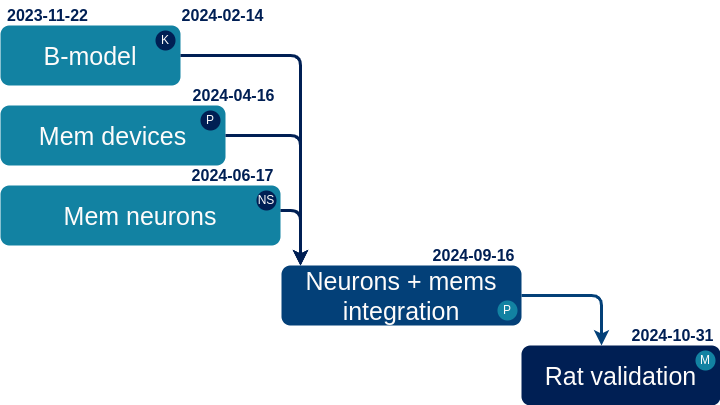 2023-11-22 2024-02-14
B-model K
2024-04-16
Mem devices P
2024-06-17
Mem neurons NS
2024-09-16
Neurons + mems
integration P
2024-10-31
Rat validation M